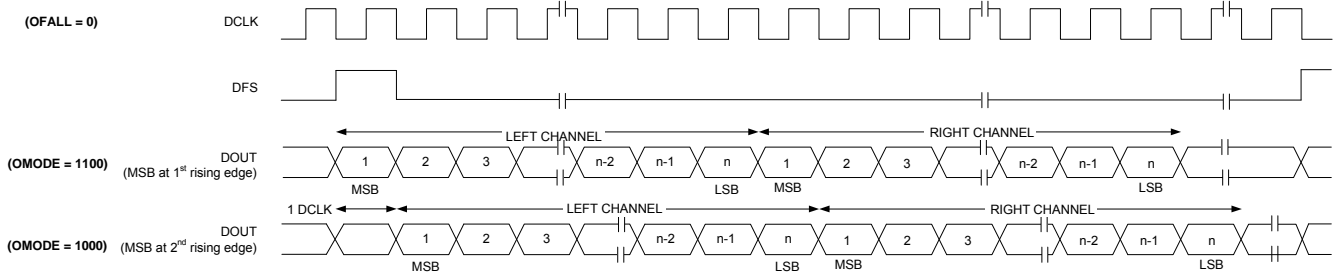 (OFALL = 0) DCLK
DFS
LEFT CHANNEL RIGHT CHANNEL
(OMODE = 1100) DOUT 1 2 3 n-2 n-1 n 1 2 3 n-2 n-1 n
(MSB at 1st rising edge)
MSB LSB MSB LSB
1 DCLK LEFT CHANNEL RIGHT CHANNEL
(OMODE = 1000) DOUT 1 2 3 n-2 n-1 n 1 2 3 n-2 n-1 n
(MSB at 2nd rising edge)
MSB LSB MSB LSB